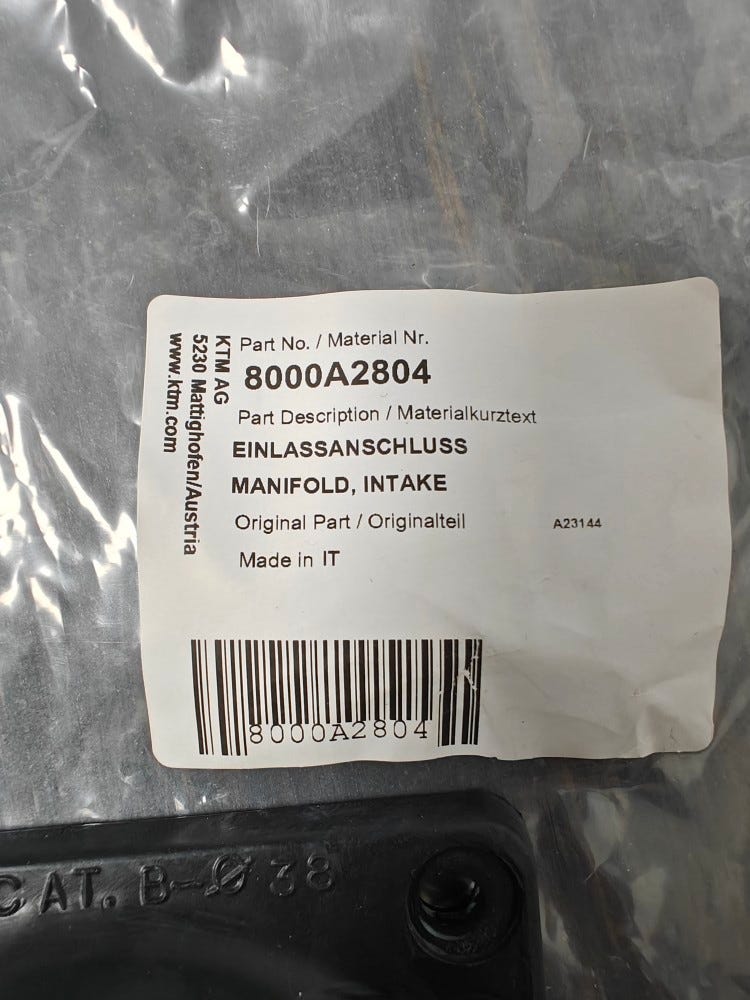 KTM AG
5230 Mattighofen/Austria
www.ktm.com
Part No. / Material Nr.
8000A2804
Part Description / Materialkurztext
EINLASSANSCHLUSS
MANIFOLD, INTAKE
Original Part / Originalteil A23144
Made in IT
8000A2804
CAT. B-Ø 38